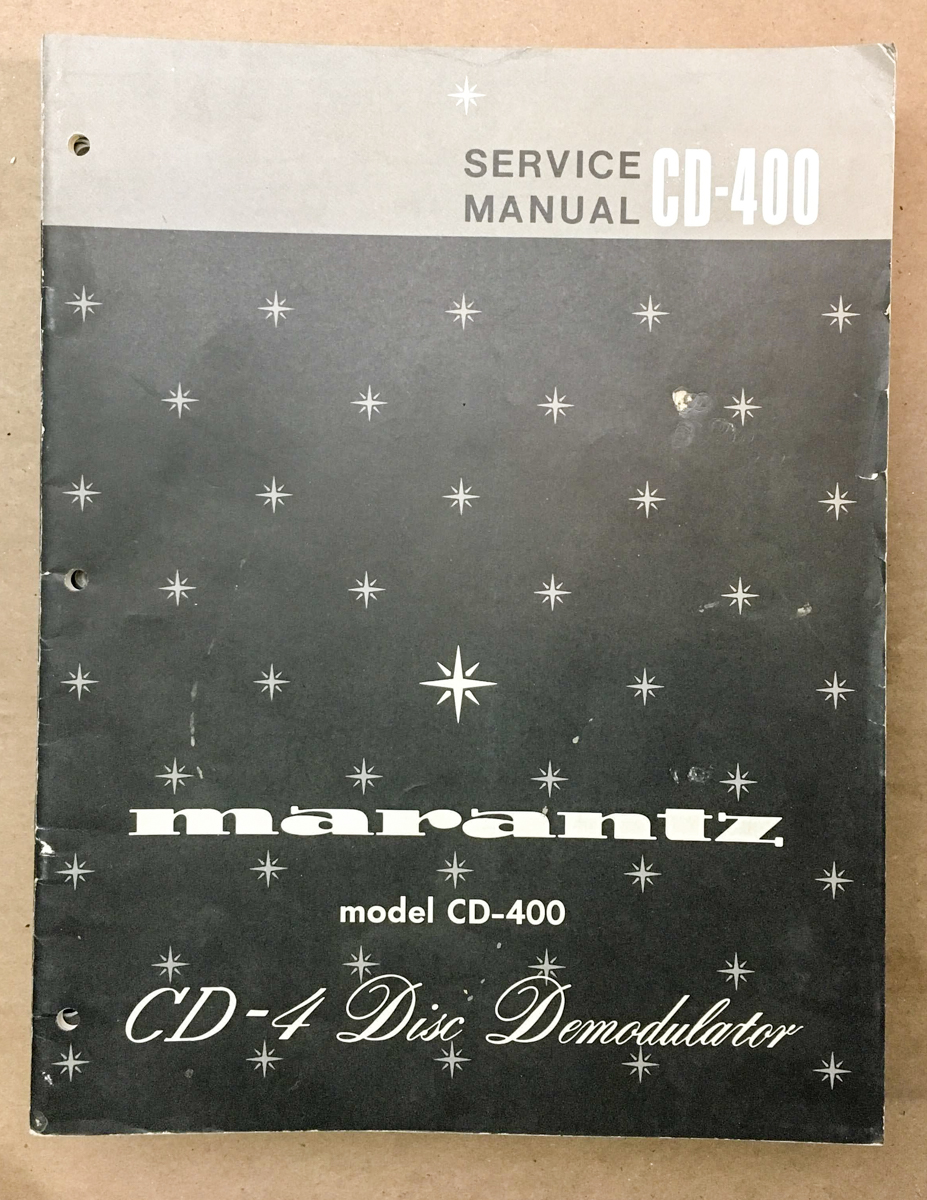 SERVICE
MANUAL CD-400
marantz
model CD-400
CD-4 Disc Demodulator